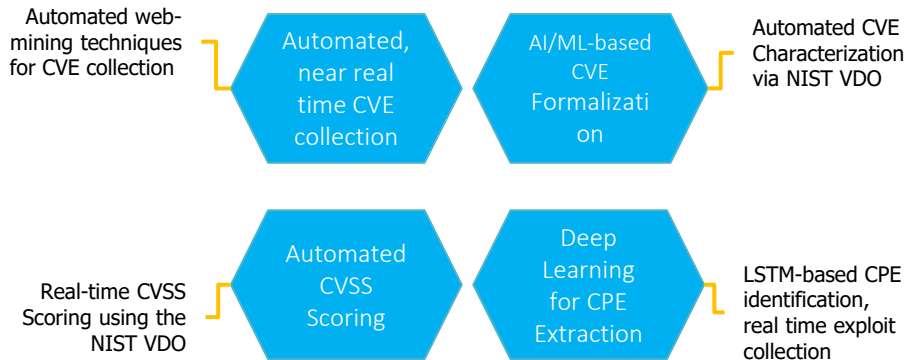 Automated web-
mining techniques
for CVE collection
Automated,
near real
time CVE
collection
AI/ML-based
CVE
Formalizati
on
Automated CVE
Characterization
via NIST VDO
Real-time CVSS
Scoring using the
NIST VDO
Automated
CVSS
Scoring
Deep
Learning
for CPE
Extraction
LSTM-based CPE
identification,
real time exploit
collection